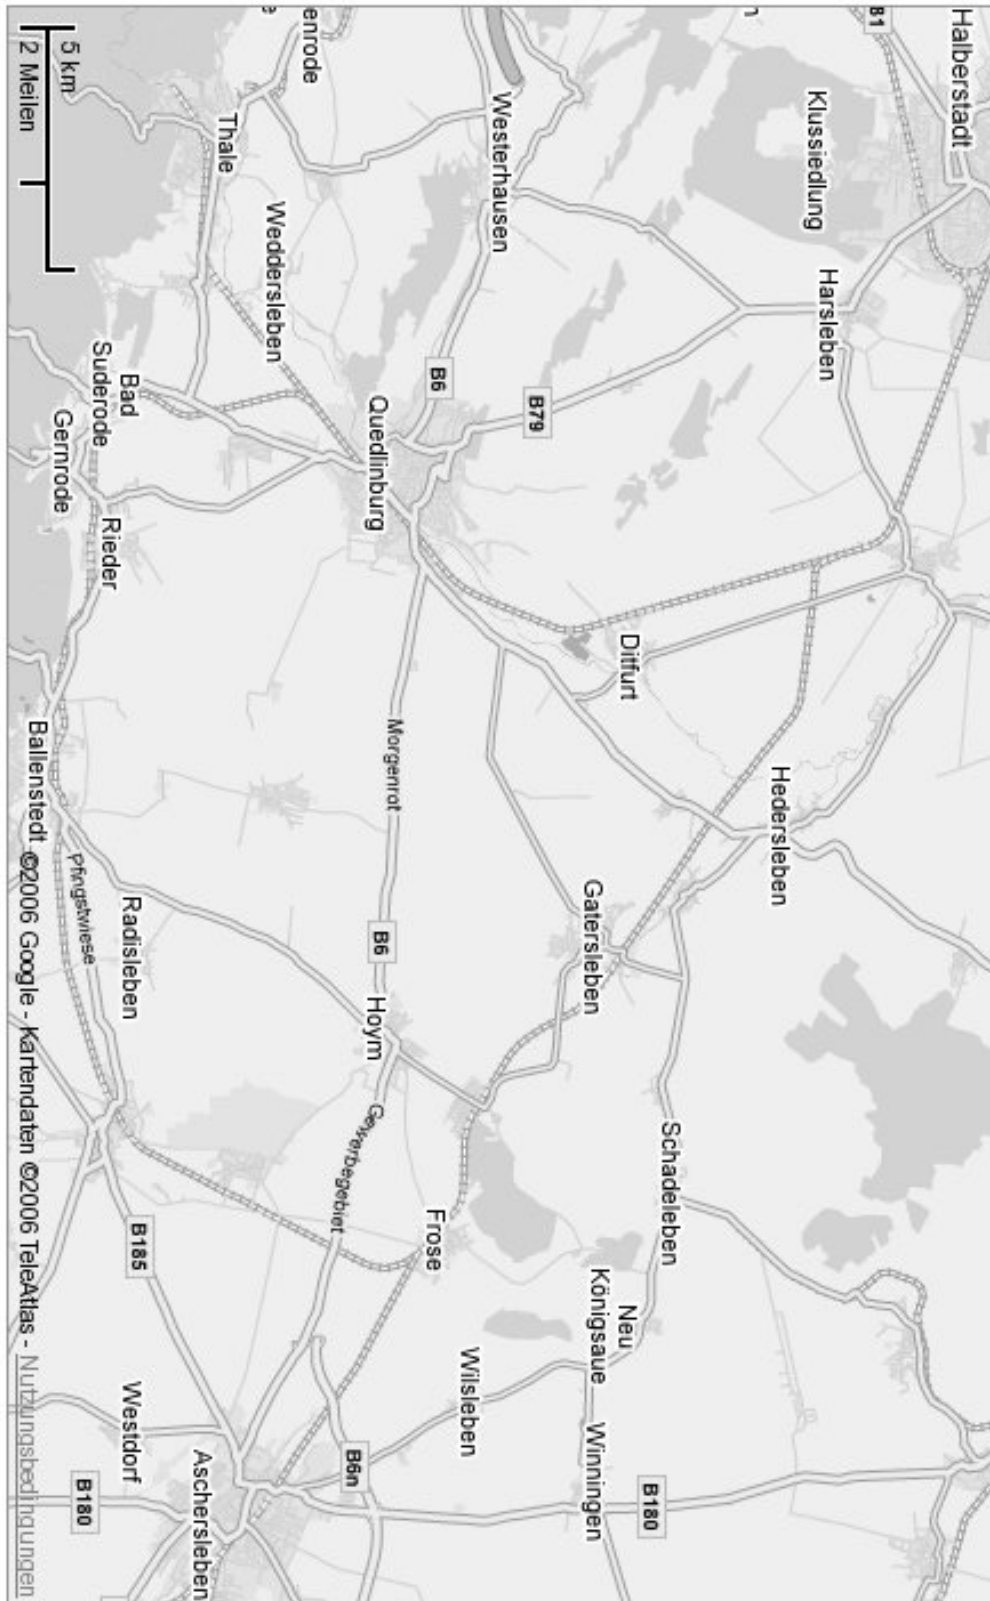 Halberstadt
81
Klussiedlung
Harsleben
Westerhausen
enrode
Thale
Weddersleben
B6
B79
Quedlinburg
Bad
Suderode
Gernrode
Rieder
Ditfurt
Hedersleben
Morgenrot
Gatersleben
B6
Hoym
Ballenstedt
Pfingstwiese
Radisleben
Gewerbegebiet
Schadeleben
Frose
Neu
Königsaue
Wilsleben
Winningen
B185
B180
B6n
Westdorf
Aschersleben
B180
5 km
2 Meilen
©2006 Google - Kartendaten ©2006 TeleAtlas - Nutzungsbedingungen